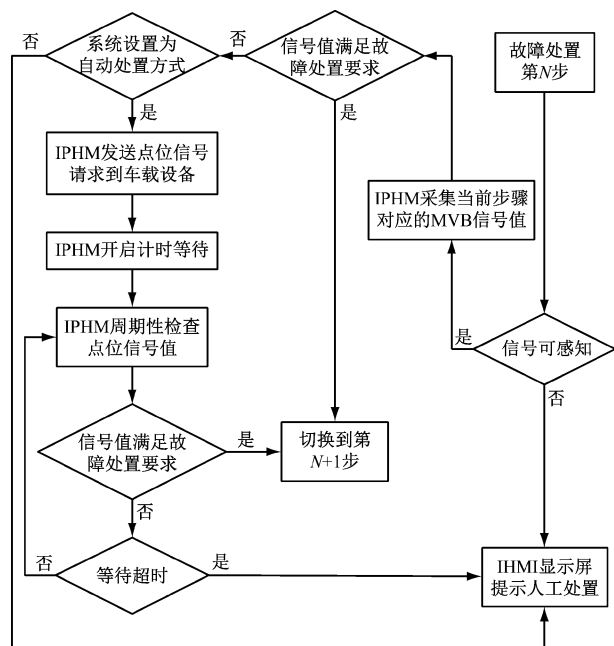 否
系统设置为
自动处置方式
否
信号值满足故
障处置要求
故障处置
第N步
是
是
IPHM发送点位信号
请求到车载设备
IPHM采集当前步骤
对应的MVB信号值
IPHM开启计时等待
IPHM周期性检查
点位信号值
是
信号可感知
否
信号值满足故
障处置要求
是
切换到第
N+1步
否
否
等待超时
是
IHMI显示屏
提示人工处置